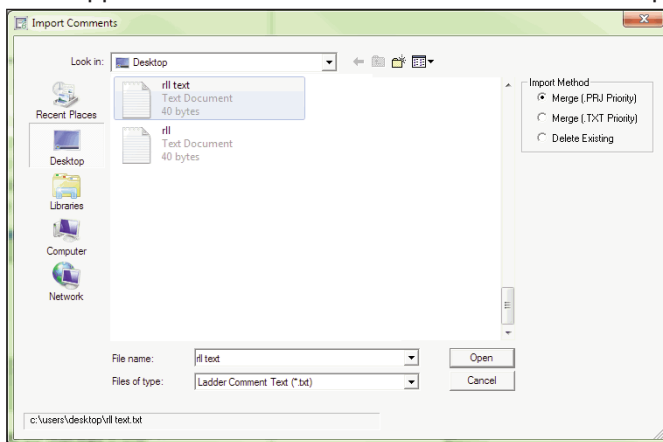 Import Comments
Look in:
Desktop
rll text
Text Document
40 bytes
rll
Text Document
40 bytes
Recent Places
Desktop
Libraries
Computer
Network
Import Method
Merge (.PRJ Priority)
Merge (.TXT Priority)
Delete Existing
File name:
rll text
Open
Files of type:
Ladder Comment Text (*.txt)
Cancel
c:\users\desktop\rll text.txt